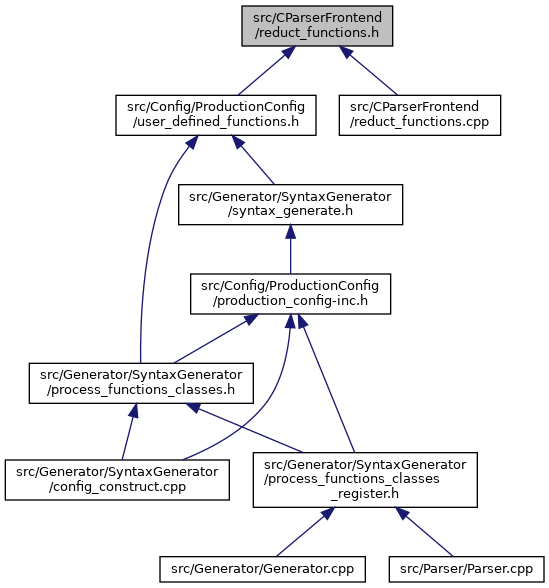 src/CParserFrontend
/reduct_functions.h
src/Config/ProductionConfig
/user_defined_functions.h
src/CParserFrontend
/reduct_functions.cpp
src/Generator/SyntaxGenerator
/syntax_generate.h
src/Config/ProductionConfig
/production_config-inc.h
src/Generator/SyntaxGenerator
/process_functions_classes.h
src/Generator/SyntaxGenerator
/config_construct.cpp
src/Generator/SyntaxGenerator
/process_functions_classes
_register.h
src/Generator/Generator.cpp
src/Parser/Parser.cpp